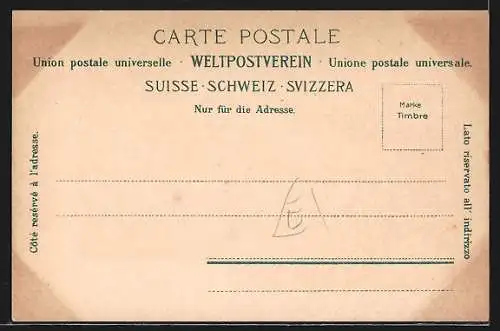 CARTE POSTALE
Union postale universelle · WELTPOSTVEREIN · Unione postale universale.
SUISSE · SCHWEIZ · SVIZZERA
Nur für die Adresse.
Marke
Timbre
Côté resérvé à l'adresse.
Lato riservato all' indirizzo